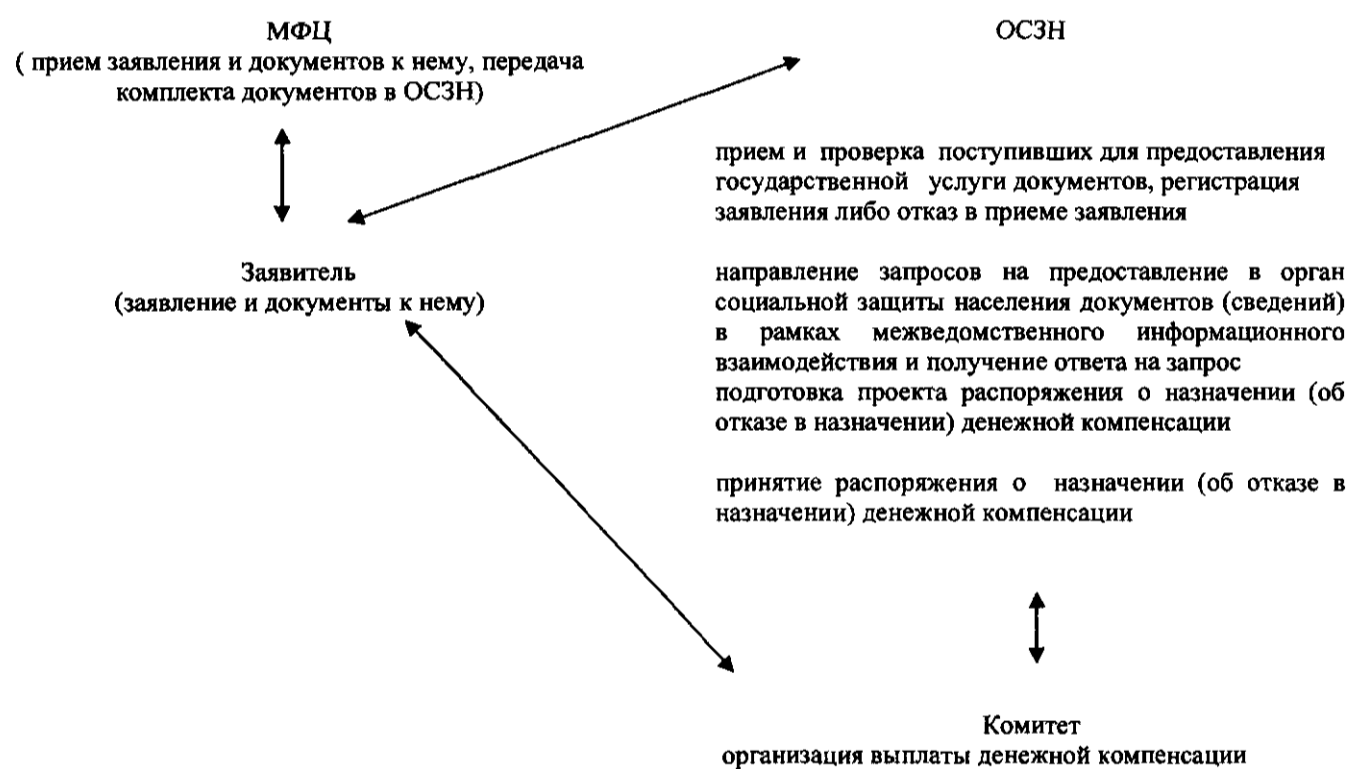 МФЦ
( прием заявления и документов к нему, передача
комплекта документов в ОСЗН)
Заявитель
(заявление и документы к нему)
ОСЗН
прием и проверка поступивших для предоставления
государственной услуги документов, регистрация
заявления либо отказ в приеме заявления
направление запросов на предоставление в орган
социальной защиты населения документов (сведений)
в рамках межведомственного информационного
взаимодействия и получение ответа на запрос
подготовка проекта распоряжения о назначении (об
отказе в назначении) денежной компенсации
принятие распоряжения о назначении (об отказе в
назначении) денежной компенсации
Комитет
организация выплаты денежной компенсации